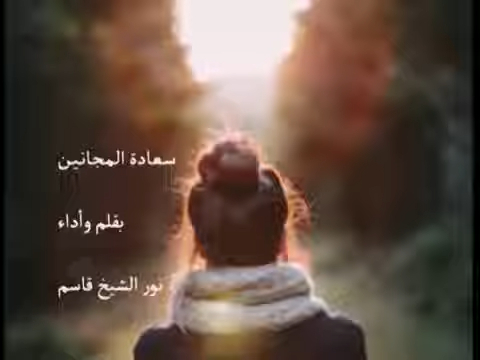 سعادة المجانين
بقلم وأداء
نور الشيخ قاسم